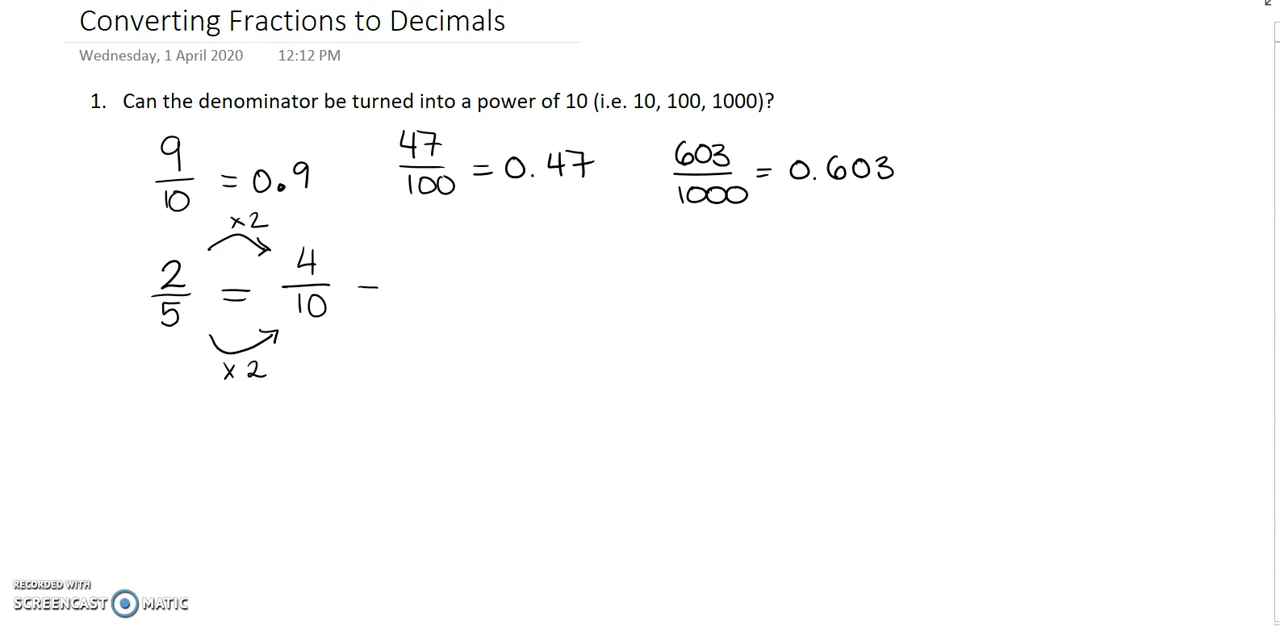 Converting Fractions to Decimals
Wednesday, 1 April 2020 12:12 PM
1. Can the denominator be turned into a power of 10 (i.e. 10, 100, 1000)?
9/10 = 0.9 47/100 = 0.47 603/1000 = 0.603
×2
2/5 = 4/10 –
×2
RECORDED WITH
SCREENCAST MATIC